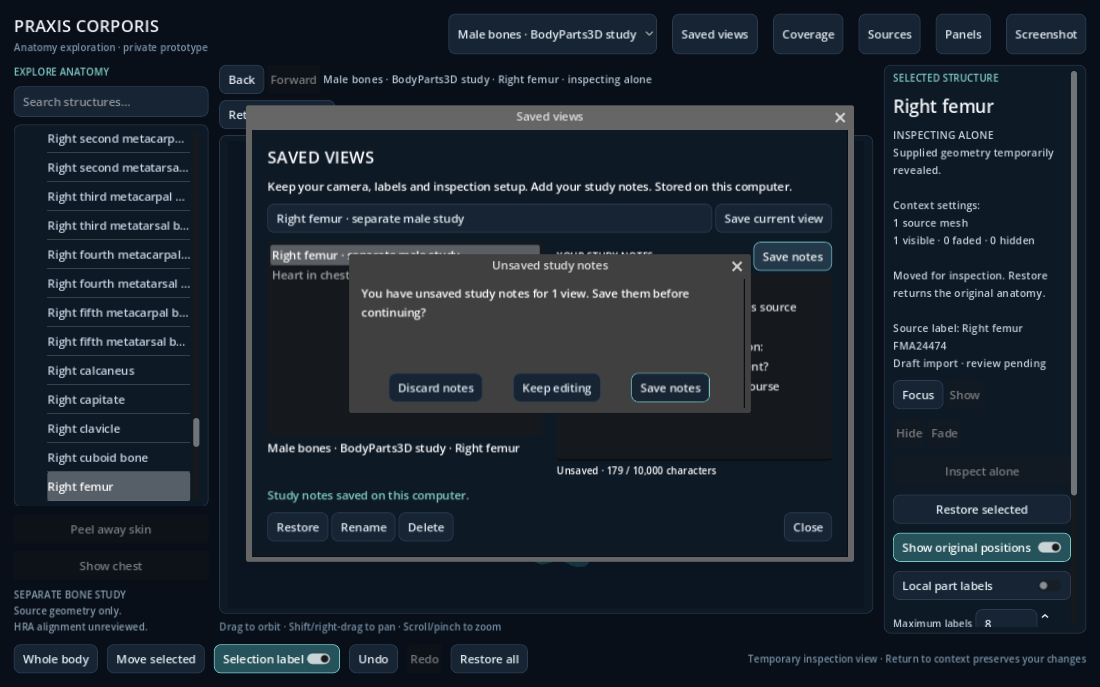 PRAXIS CORPORIS
Anatomy exploration · private prototype
Male bones · BodyParts3D study
Saved views
Coverage
Sources
Panels
Screenshot
EXPLORE ANATOMY
Search structures...
Right second metacarp...
Right second metatarsa...
Right third metacarpal ...
Right third metatarsal b...
Right fourth metacarpal...
Right fourth metatarsal ...
Right fifth metacarpal b...
Right fifth metatarsal b...
Right calcaneus
Right capitate
Right clavicle
Right cuboid bone
Right femur
Peel away skin
Show chest
SEPARATE BONE STUDY
Source geometry only.
HRA alignment unreviewed.
Back
Forward
Male bones · BodyParts3D study · Right femur · inspecting alone
Saved views
SAVED VIEWS
Keep your camera, labels and inspection setup. Add your study notes. Stored on this computer.
Right femur · separate male study
Save current view
Right femur · separate male study
Heart in chest
YOUR STUDY NOTES
Save notes
source
Unsaved study notes
You have unsaved study notes for 1 view. Save them before
continuing?
Discard notes
Keep editing
Save notes
Male bones · BodyParts3D study · Right femur
Unsaved · 179 / 10,000 characters
Study notes saved on this computer.
Restore
Rename
Delete
Close
Drag to orbit · Shift/right-drag to pan · Scroll/pinch to zoom
SELECTED STRUCTURE
Right femur
INSPECTING ALONE
Supplied geometry temporarily
revealed.
Context settings:
1 source mesh
1 visible · 0 faded · 0 hidden
Moved for inspection. Restore
returns the original anatomy.
Source label: Right femur
FMA24474
Draft import · review pending
Focus
Show
Hide
Fade
Inspect alone
Restore selected
Show original positions
Local part labels
Maximum labels
8
Whole body
Move selected
Selection label
Undo
Redo
Restore all
Temporary inspection view · Return to context preserves your changes